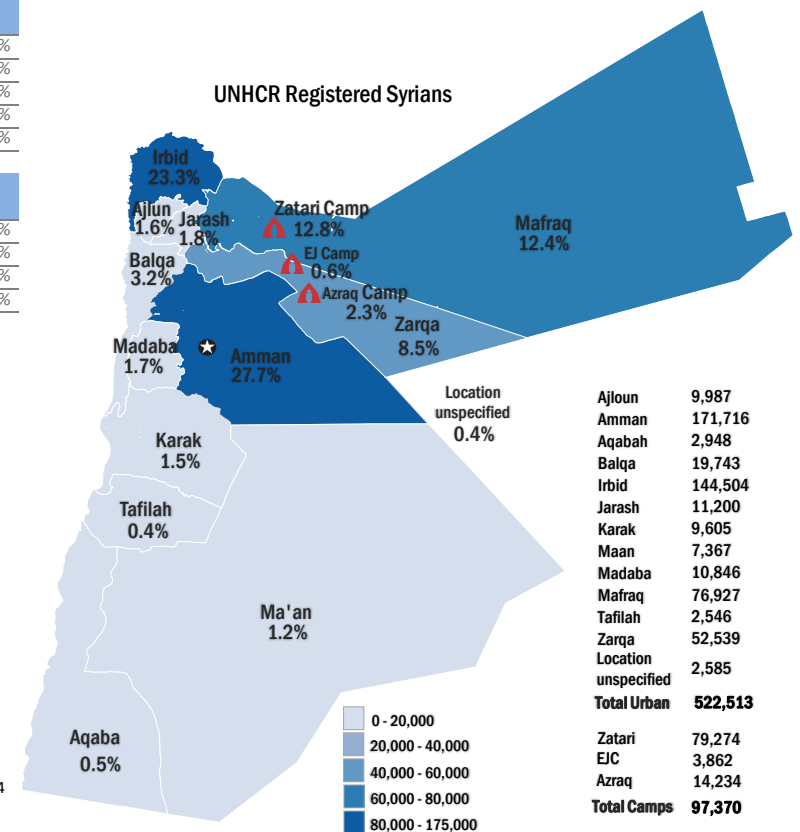 %
%
%
%
%
%
%
%
%
UNHCR Registered Syrians
Irbid
23.3%
Ajlun
1.6%
Jarash
1.8%
Zatari Camp
12.8%
Mafraq
12.4%
EJ Camp
0.6%
Balqa
3.2%
Azraq Camp
2.3%
Zarqa
8.5%
Madaba
1.7%
Amman
27.7%
Location
unspecified
0.4%
Karak
1.5%
Tafilah
0.4%
Ma'an
1.2%
Aqaba
0.5%
4
0 - 20,000
20,000 - 40,000
40,000 - 60,000
60,000 - 80,000
80,000 - 175,000
Ajloun 9,987
Amman 171,716
Aqabah 2,948
Balqa 19,743
Irbid 144,504
Jarash 11,200
Karak 9,605
Maan 7,367
Madaba 10,846
Mafraq 76,927
Tafilah 2,546
Zarqa 52,539
Location
unspecified 2,585
Total Urban 522,513
Zatari 79,274
EJC 3,862
Azraq 14,234
Total Camps 97,370